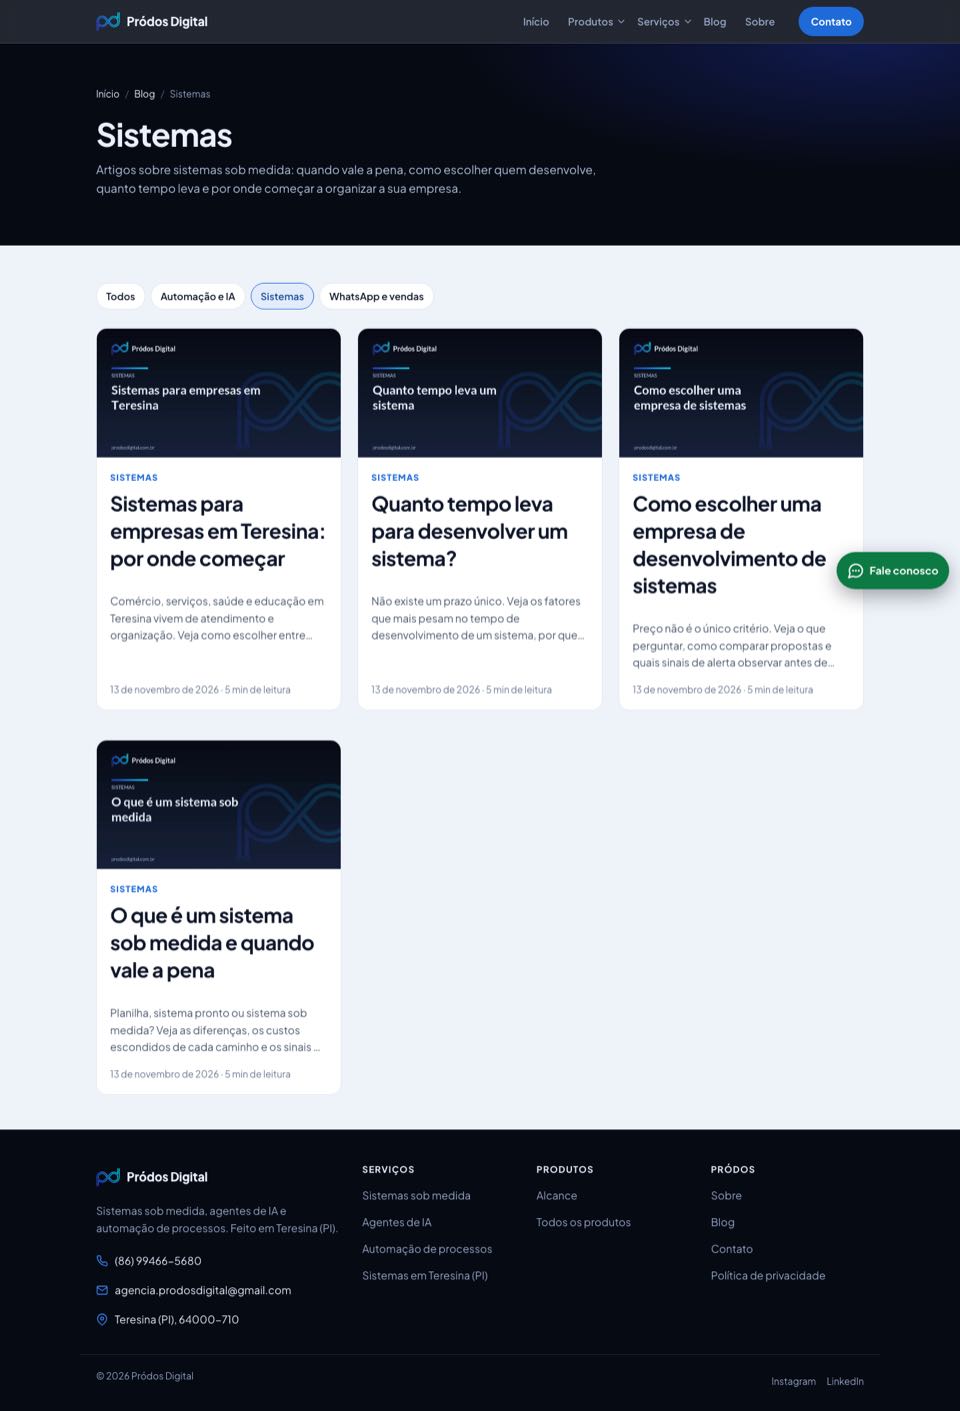 Pródos Digital
Início
Produtos
Serviços
Blog
Sobre
Contato
Início / Blog / Sistemas
Sistemas
Artigos sobre sistemas sob medida: quando vale a pena, como escolher quem desenvolve,
quanto tempo leva e por onde começar a organizar a sua empresa.
Todos
Automação e IA
Sistemas
WhatsApp e vendas
Pródos Digital
SISTEMAS
Sistemas para empresas em
Teresina
prodosdigital.com.br
SISTEMAS
Sistemas para
empresas em Teresina:
por onde começar
Comércio, serviços, saúde e educação em
Teresina vivem de atendimento e
organização. Veja como escolher entre...
13 de novembro de 2026 · 5 min de leitura
Pródos Digital
SISTEMAS
Quanto tempo leva um
sistema
prodosdigital.com.br
SISTEMAS
Quanto tempo leva
para desenvolver um
sistema?
Não existe um prazo único. Veja os fatores
que mais pesam no tempo de
desenvolvimento de um sistema, por que...
13 de novembro de 2026 · 5 min de leitura
Pródos Digital
SISTEMAS
Como escolher uma
empresa de sistemas
prodosdigital.com.br
SISTEMAS
Como escolher uma
empresa de
desenvolvimento de
sistemas
Preço não é o único critério. Veja o que
perguntar, como comparar propostas e
quais sinais de alerta observar antes de...
13 de novembro de 2026 · 5 min de leitura
Fale conosco
Pródos Digital
SISTEMAS
O que é um sistema sob
medida
prodosdigital.com.br
SISTEMAS
O que é um sistema
sob medida e quando
vale a pena
Planilha, sistema pronto ou sistema sob
medida? Veja as diferenças, os custos
escondidos de cada caminho e os sinais ...
13 de novembro de 2026 · 5 min de leitura
Pródos Digital
Sistemas sob medida, agentes de IA e
automação de processos. Feito em Teresina (PI).
(86) 99466-5680
agencia.prodosdigital@gmail.com
Teresina (PI), 64000-710
SERVIÇOS
Sistemas sob medida
Agentes de IA
Automação de processos
Sistemas em Teresina (PI)
PRODUTOS
Alcance
Todos os produtos
PRÓDOS
Sobre
Blog
Contato
Política de privacidade
© 2026 Pródos Digital
Instagram
LinkedIn